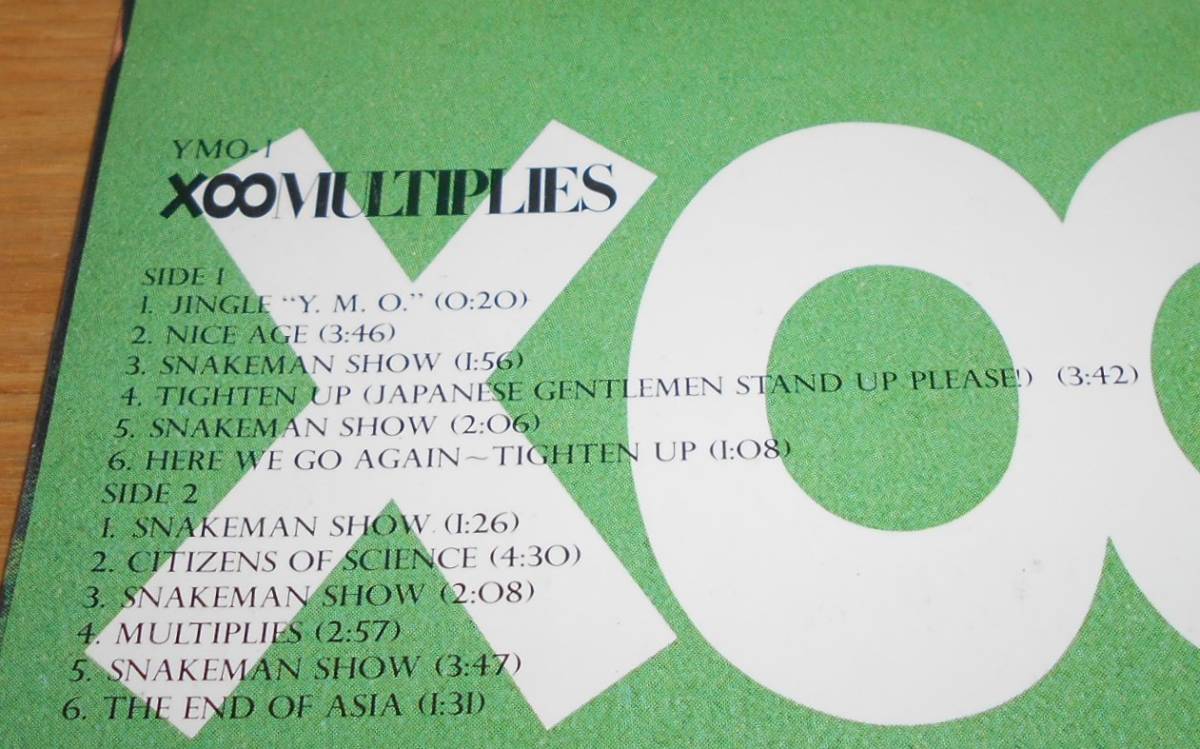 YMO-1
X∞MULTIPLIES
SIDE 1
1. JINGLE "Y. M. O." (0:20)
2. NICE AGE (3:46)
3. SNAKEMAN SHOW (1:56)
4. TIGHTEN UP (JAPANESE GENTLEMEN STAND UP PLEASE!) (3:42)
5. SNAKEMAN SHOW (2:06)
6. HERE WE GO AGAIN~TIGHTEN UP (1:08)
SIDE 2
1. SNAKEMAN SHOW. (1:26)
2. CITIZENS OF SCIENCE (4:30)
3. SNAKEMAN SHOW (2:08)
4. MULTIPLIES (2:57)
5. SNAKEMAN SHOW (3:47)
6. THE END OF ASIA (1:31)
X∞